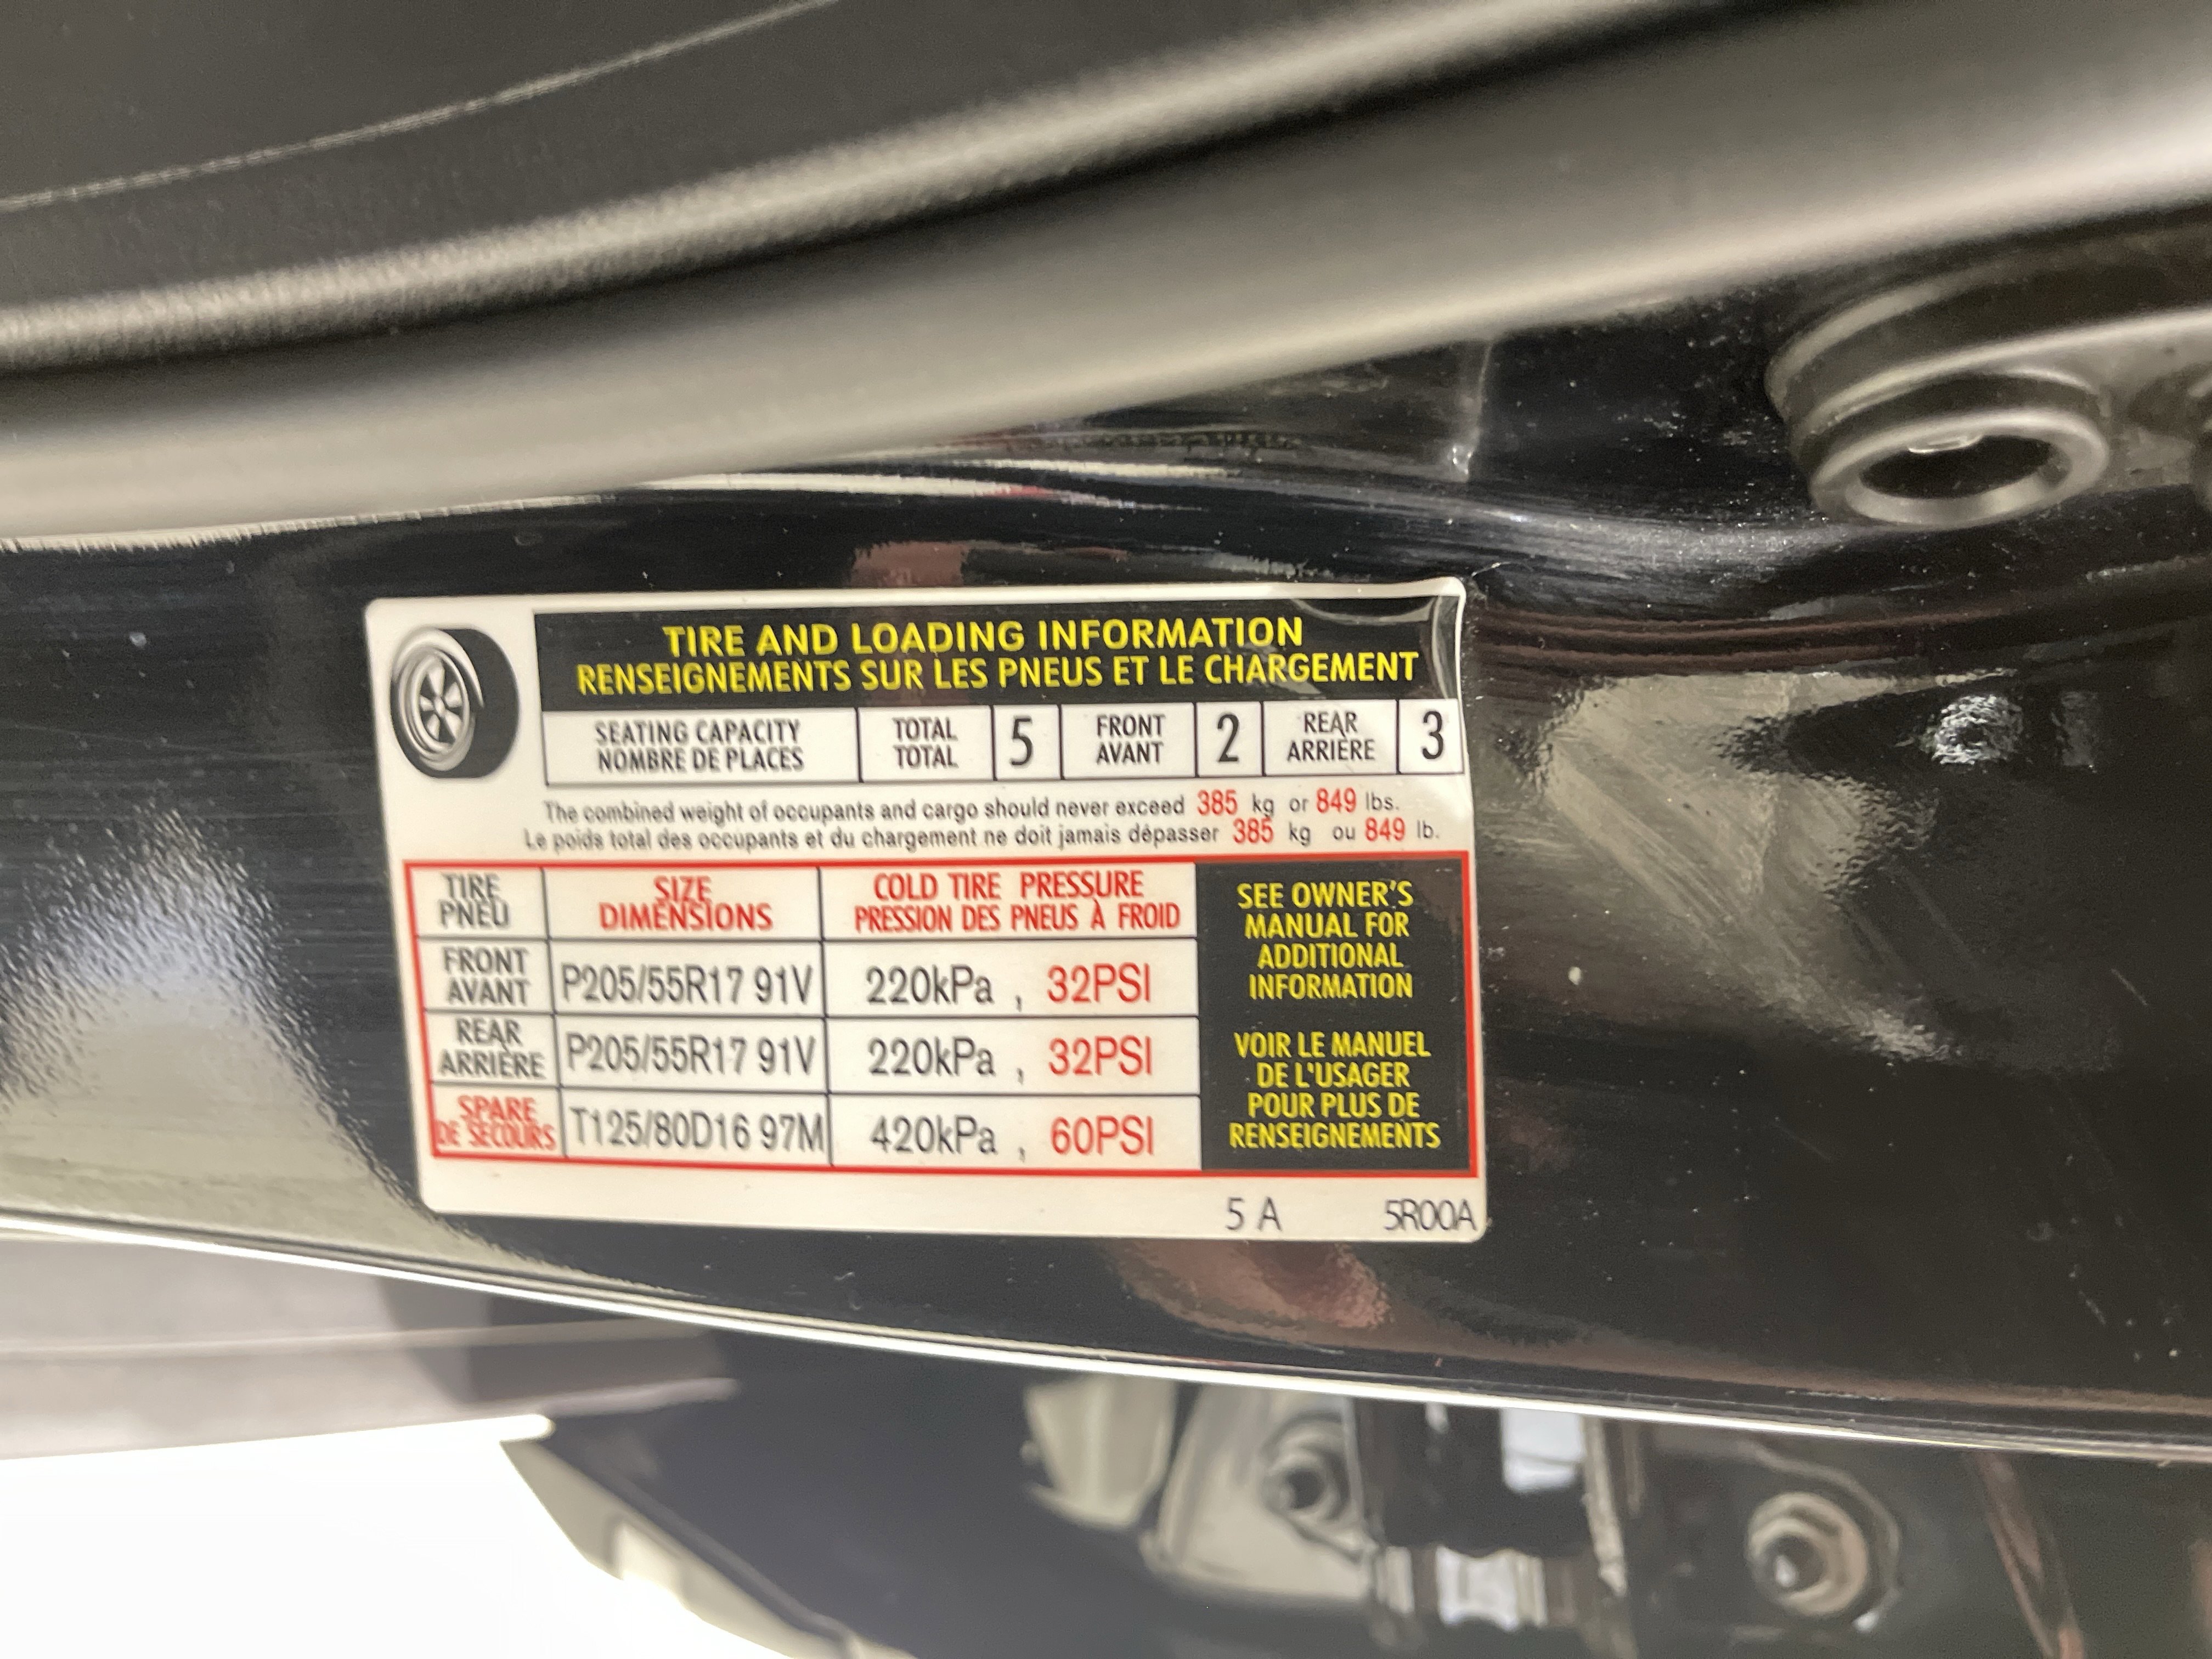 TIRE AND LOADING INFORMATION
RENSEIGNEMENTS SUR LES PNEUS ET LE CHARGEMENT
SEATING CAPACITY TOTAL 5 FRONT 2 REAR 3
NOMBRE DE PLACES TOTAL AVANT ARRIÈRE
The combined weight of occupants and cargo should never exceed 385 kg or 849 lbs.
Le poids total des occupants et du chargement ne doit jamais dépasser 385 kg ou 849 lb.
TIRE SIZE COLD TIRE PRESSURE
PNEU DIMENSIONS PRESSION DES PNEUS À FROID
FRONT
AVANT P205/55R17 91V 220kPa , 32PSI
REAR
ARRIÈRE P205/55R17 91V 220kPa , 32PSI
SPARE
DE SECOURS T125/80D16 97M 420kPa , 60PSI
SEE OWNER'S
MANUAL FOR
ADDITIONAL
INFORMATION
VOIR LE MANUEL
DE L'USAGER
POUR PLUS DE
RENSEIGNEMENTS
5 A 5R00A